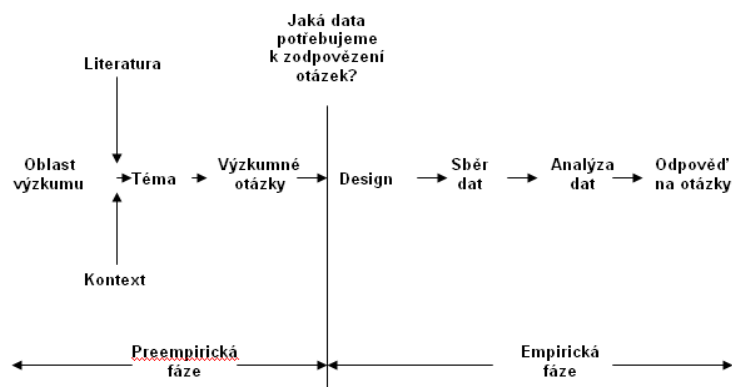 Jaká data
potřebujeme
k zodpovězení
otázek?
Literatura
Oblast
výzkumu
Téma
Výzkumné
otázky
Design
Sběr
dat
Analýza
dat
Odpověď
na otázky
Kontext
Preempirická
fáze
Empirická
fáze